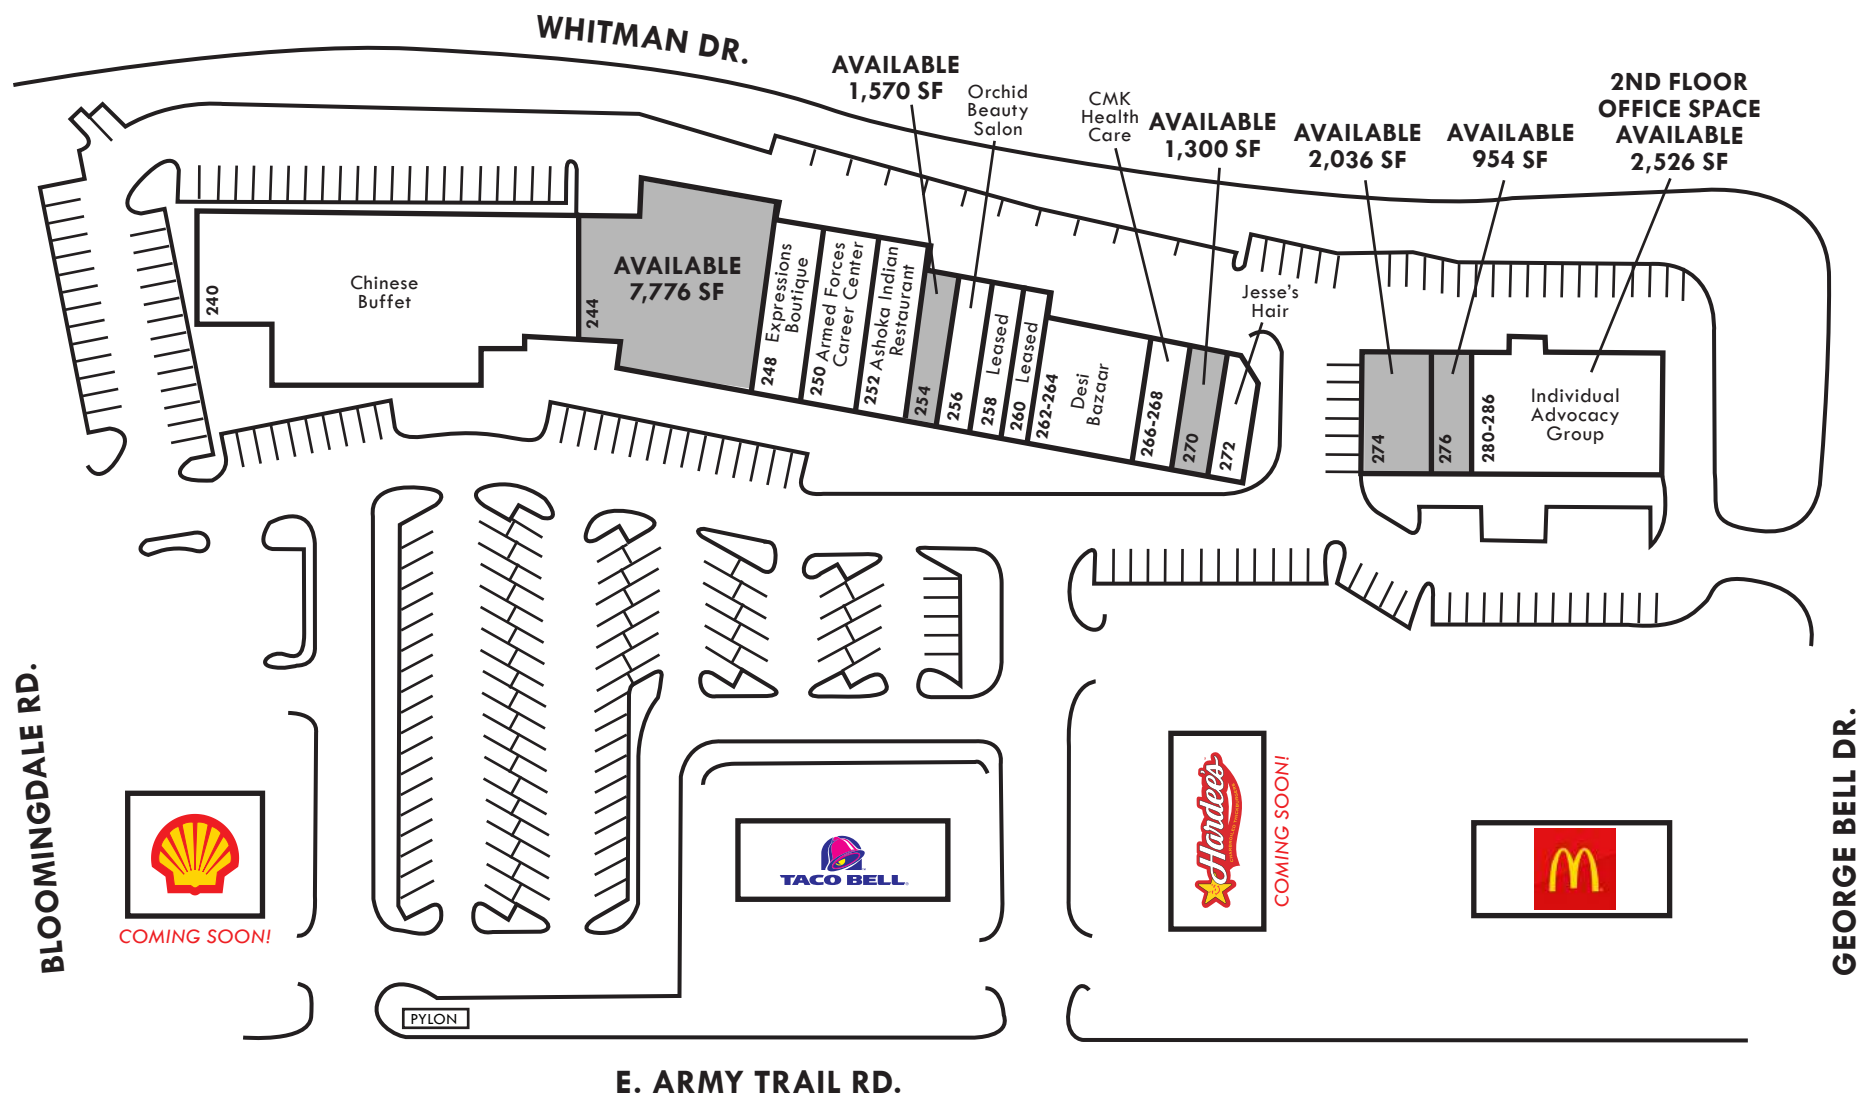 WHITMAN DR.
AVAILABLE
1,570 SF
Orchid
Beauty
Salon
CMK
Health
Care
AVAILABLE
1,300 SF
AVAILABLE
2,036 SF
AVAILABLE
954 SF
2ND FLOOR
OFFICE SPACE
AVAILABLE
2,526 SF
240
Chinese
Buffet
244
AVAILABLE
7,776 SF
248 Expressions
Boutique
250 Armed Forces
Career Center
252 Ashoka Indian
Restaurant
254
256
258 Leased
260 Leased
262-264
Desi
Bazaar
266-268
270
272
Jesse's
Hair
274
276
280-286
Individual
Advocacy
Group
BLOOMINGDALE RD.
COMING SOON!
TACO BELL
Hardee's
COMING SOON!
GEORGE BELL DR.
PYLON
E. ARMY TRAIL RD.